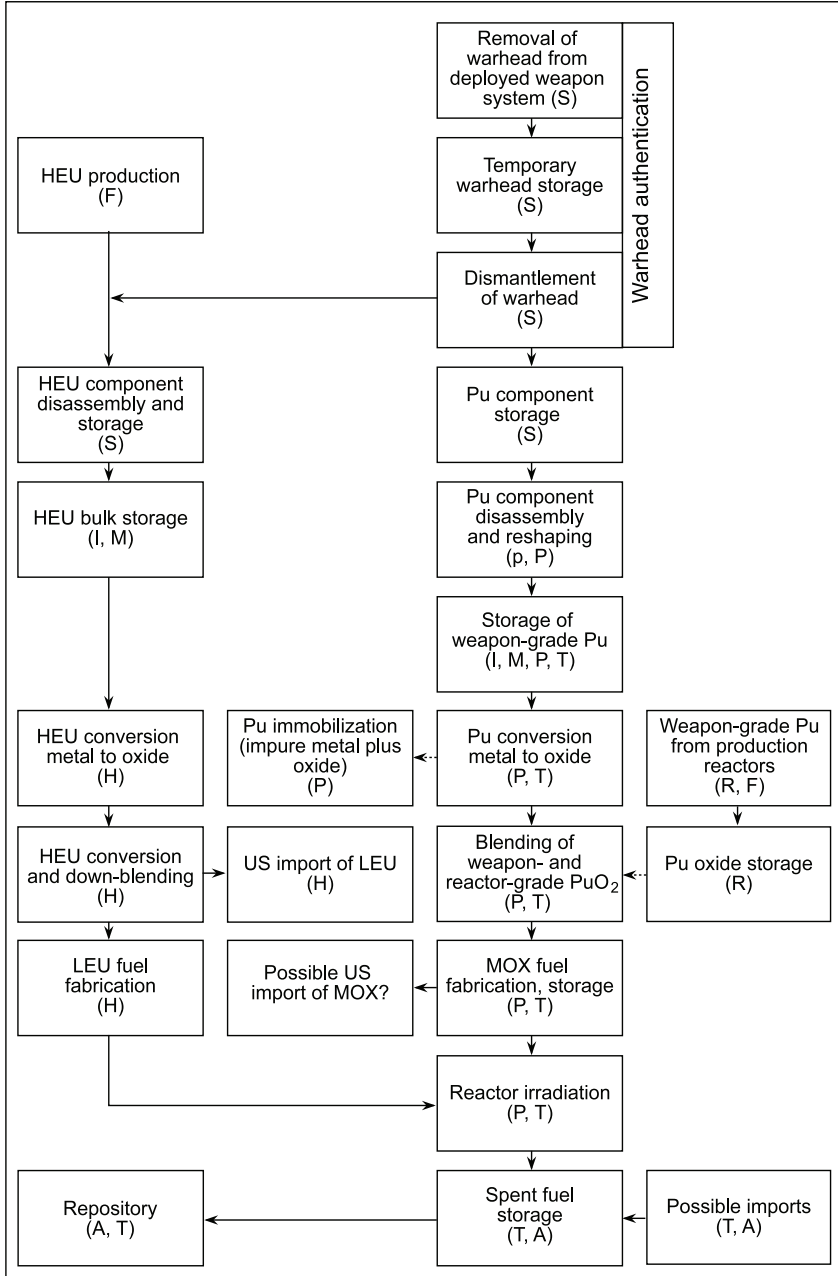 Removal of
warhead from
deployed weapon
system (S)
Warhead authentication
HEU production
(F)
Temporary
warhead storage
(S)
Dismantlement
of warhead
(S)
HEU component
disassembly and
storage
(S)
Pu component
storage
(S)
HEU bulk storage
(I, M)
Pu component
disassembly
and reshaping
(p, P)
Storage of
weapon-grade Pu
(I, M, P, T)
HEU conversion
metal to oxide
(H)
Pu immobilization
(impure metal plus
oxide)
(P)
Pu conversion
metal to oxide
(P, T)
Weapon-grade Pu
from production
reactors
(R, F)
HEU conversion
and down-blending
(H)
US import of LEU
(H)
Blending of
weapon- and
reactor-grade PuO₂
(P, T)
Pu oxide storage
(R)
LEU fuel
fabrication
(H)
Possible US
import of MOX?
MOX fuel
fabrication, storage
(P, T)
Reactor irradiation
(P, T)
Repository
(A, T)
Spent fuel
storage
(T, A)
Possible imports
(T, A)